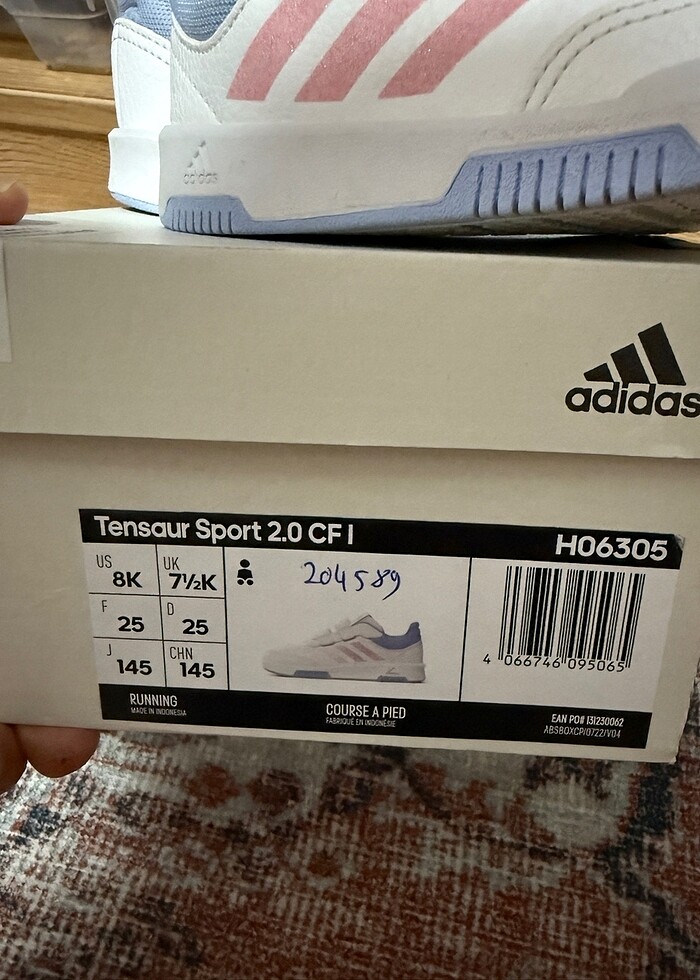 adidas
adidas
Tensaur Sport 2.0 CF I
H06305
US 8K
UK 7½K
F 25
D 25
J 145
CHN 145
204589
4 066746 095065
RUNNING
MADE IN INDONESIA
COURSE A PIED
FABRIQUÉ EN INDONÉSIE
EAN PO# 131230062
ABSBOXCP/0722/V04